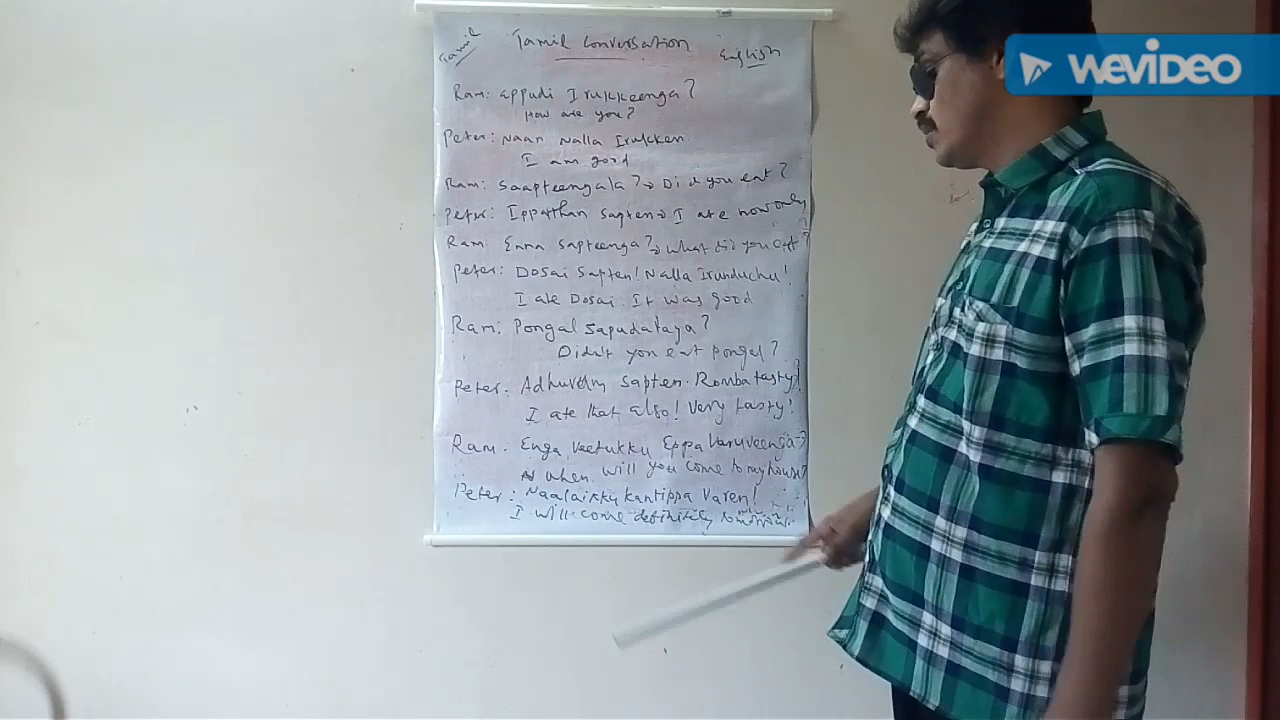 Tamil Tamil Conversation English
Ram: Appudi Irukkeenga?
How are you?
Peter: Naan Nalla Irukken
I am good
Ram: Saapteengala? → Did you eat?
Peter: Ippathan Sapten → I ate now only
Ram: Enna Sapteenga? → What did you eat?
Peter: Dosai Sapten! Nalla Irunduchu!
I ate Dosai. It was good
Ram: Pongal Sapudalaya?
Didn't you eat pongal?
Peter: Adhuvum Sapten. Romba tasty!
I ate that also! Very tasty!
Ram: Enga Veetukku Eppa Varuveenga?
When will you come to my house?
Peter: Naalaikku kantippa Varen!
I will come definitely
WEVIDEO